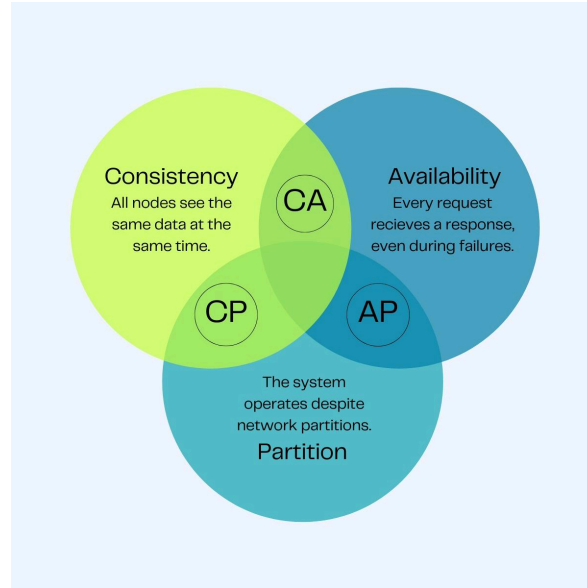 Consistency
All nodes see the
same data at the
same time.
CA
Availability
Every request
recieves a response,
even during failures.
CP
AP
The system
operates despite
network partitions.
Partition